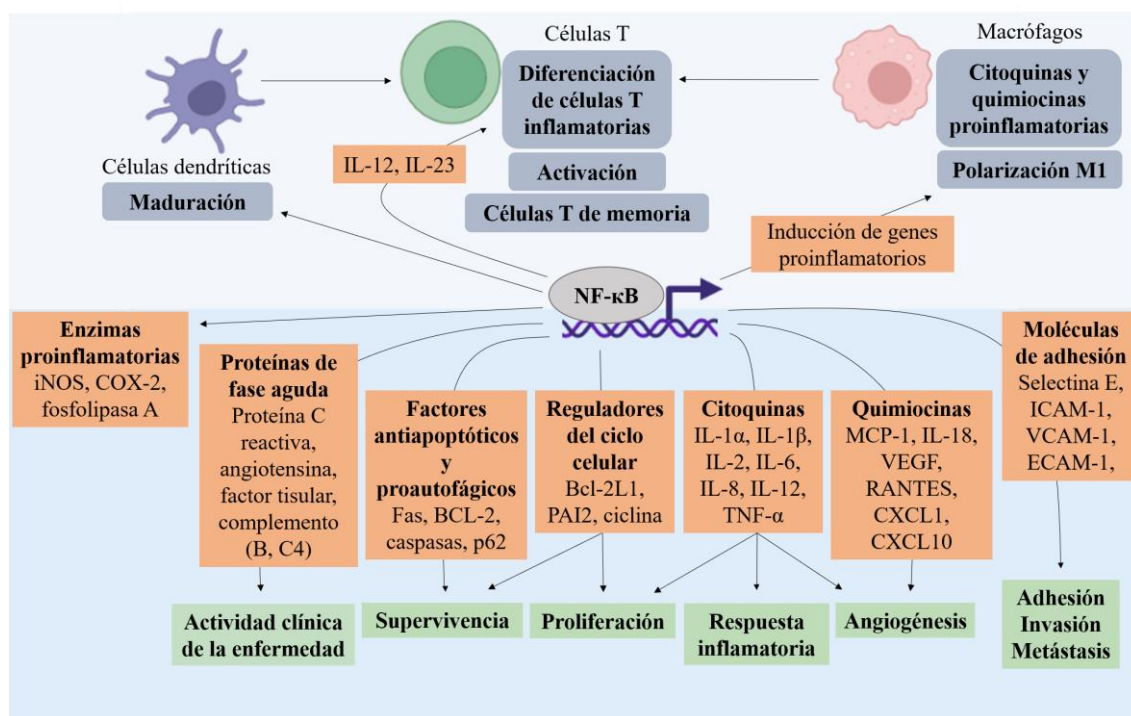 Células T
Macrófagos
Diferenciación
de células T
inflamatorias
Citoquinas y
quimiocinas
proinflamatorias
Células dendríticas
Maduración
IL-12, IL-23
Activación
Células T de memoria
Polarización M1
Inducción de genes
proinflamatorios
NF-κB
Enzimas
proinflamatorias
iNOS, COX-2,
fosfolipasa A
Proteínas de
fase aguda
Proteína C
reactiva,
angiotensina,
factor tisular,
complemento
(B, C4)
Factores
antiapoptóticos
y
proautofágicos
Fas, BCL-2,
caspasas, p62
Reguladores
del ciclo
celular
Bcl-2L1,
PAI2, ciclina
Citoquinas
IL-1α, IL-1β,
IL-2, IL-6,
IL-8, IL-12,
TNF-α
Quimiocinas
MCP-1, IL-18,
VEGF,
RANTES,
CXCL1,
CXCL10
Moléculas
de adhesión
Selectina E,
ICAM-1,
VCAM-1,
ECAM-1,
Actividad clínica
de la enfermedad
Supervivencia
Proliferación
Respuesta
inflamatoria
Angiogénesis
Adhesión
Invasión
Metástasis